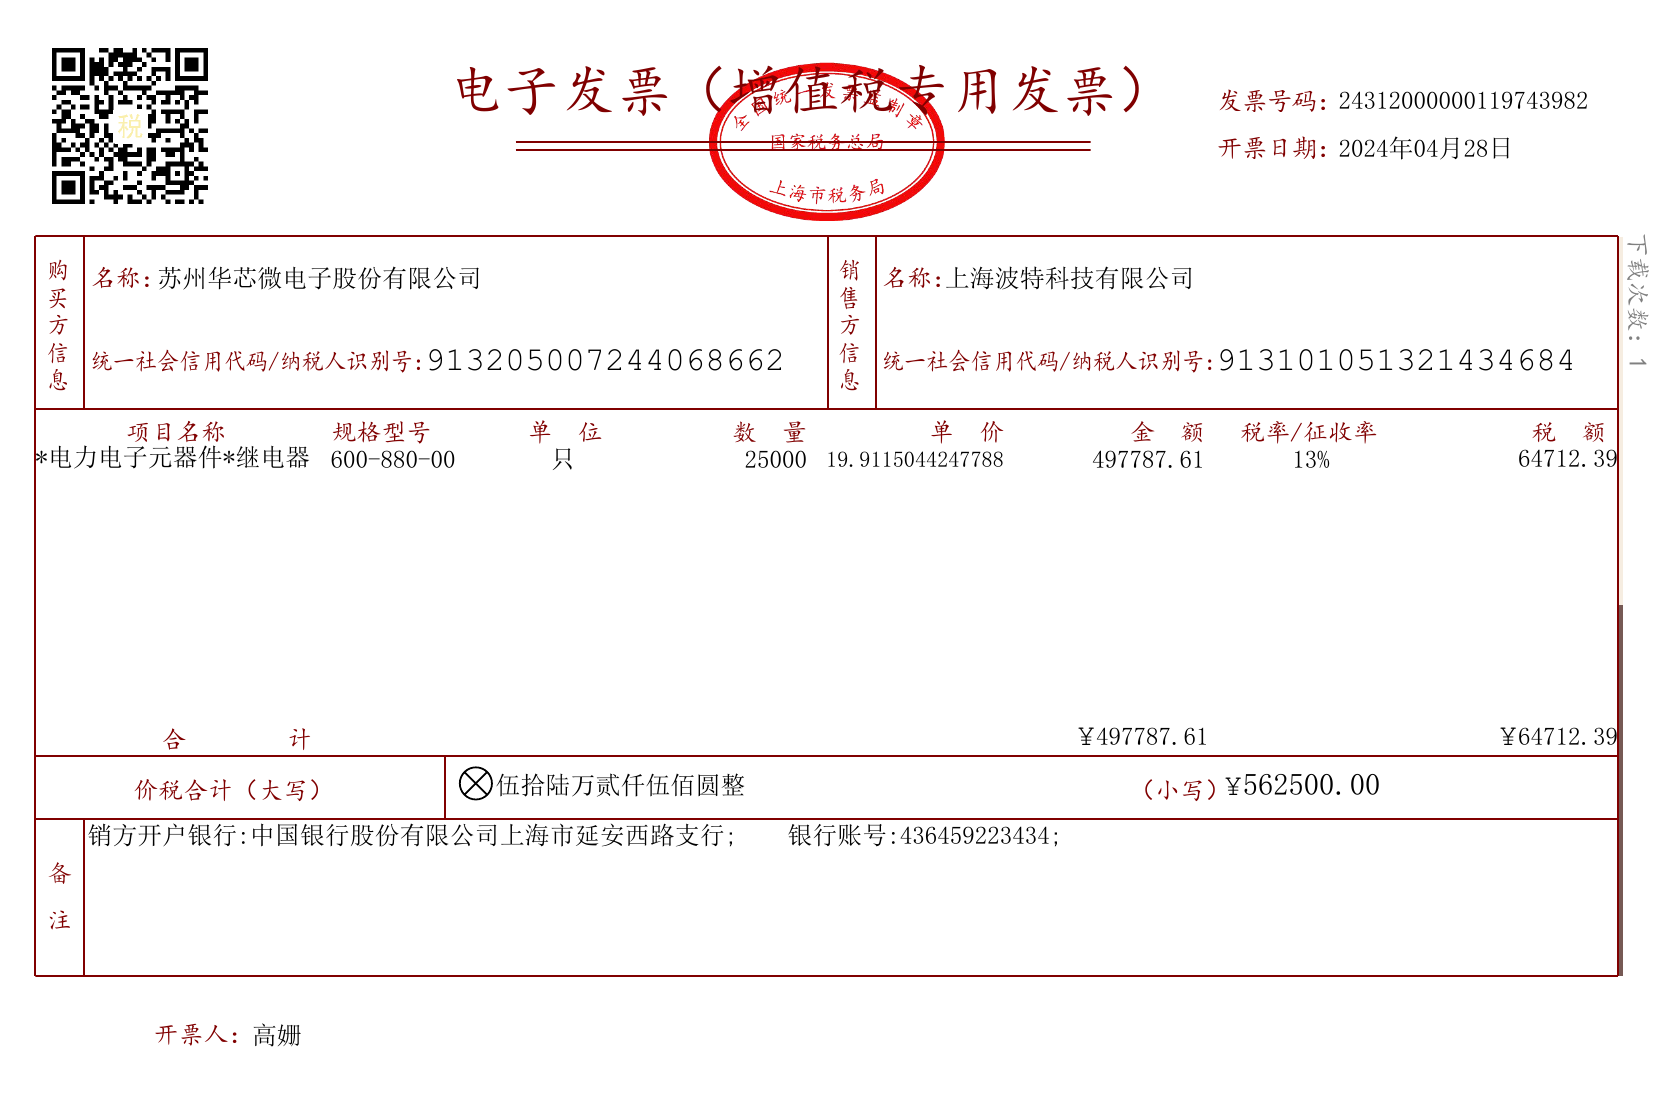 电子发票（增值税专用发票）
全国统一发票监制章
国家税务总局
上海市税务局
税
发票号码：24312000000119743982
开票日期：2024年04月28日
下载次数：1
购买方信息
名称：苏州华芯微电子股份有限公司
统一社会信用代码/纳税人识别号：913205007244068662
销售方信息
名称：上海波特科技有限公司
统一社会信用代码/纳税人识别号：913101051321434684
项目名称 规格型号 单 位 数 量 单 价 金 额 税率/征收率 税 额
*电力电子元器件*继电器 600-880-00 只 25000 19.9115044247788 497787.61 13% 64712.39
合 计 ¥497787.61 ¥64712.39
价税合计（大写） ⊗伍拾陆万贰仟伍佰圆整 （小写）¥562500.00
备注
销方开户银行:中国银行股份有限公司上海市延安西路支行; 银行账号:436459223434;
开票人：高姗